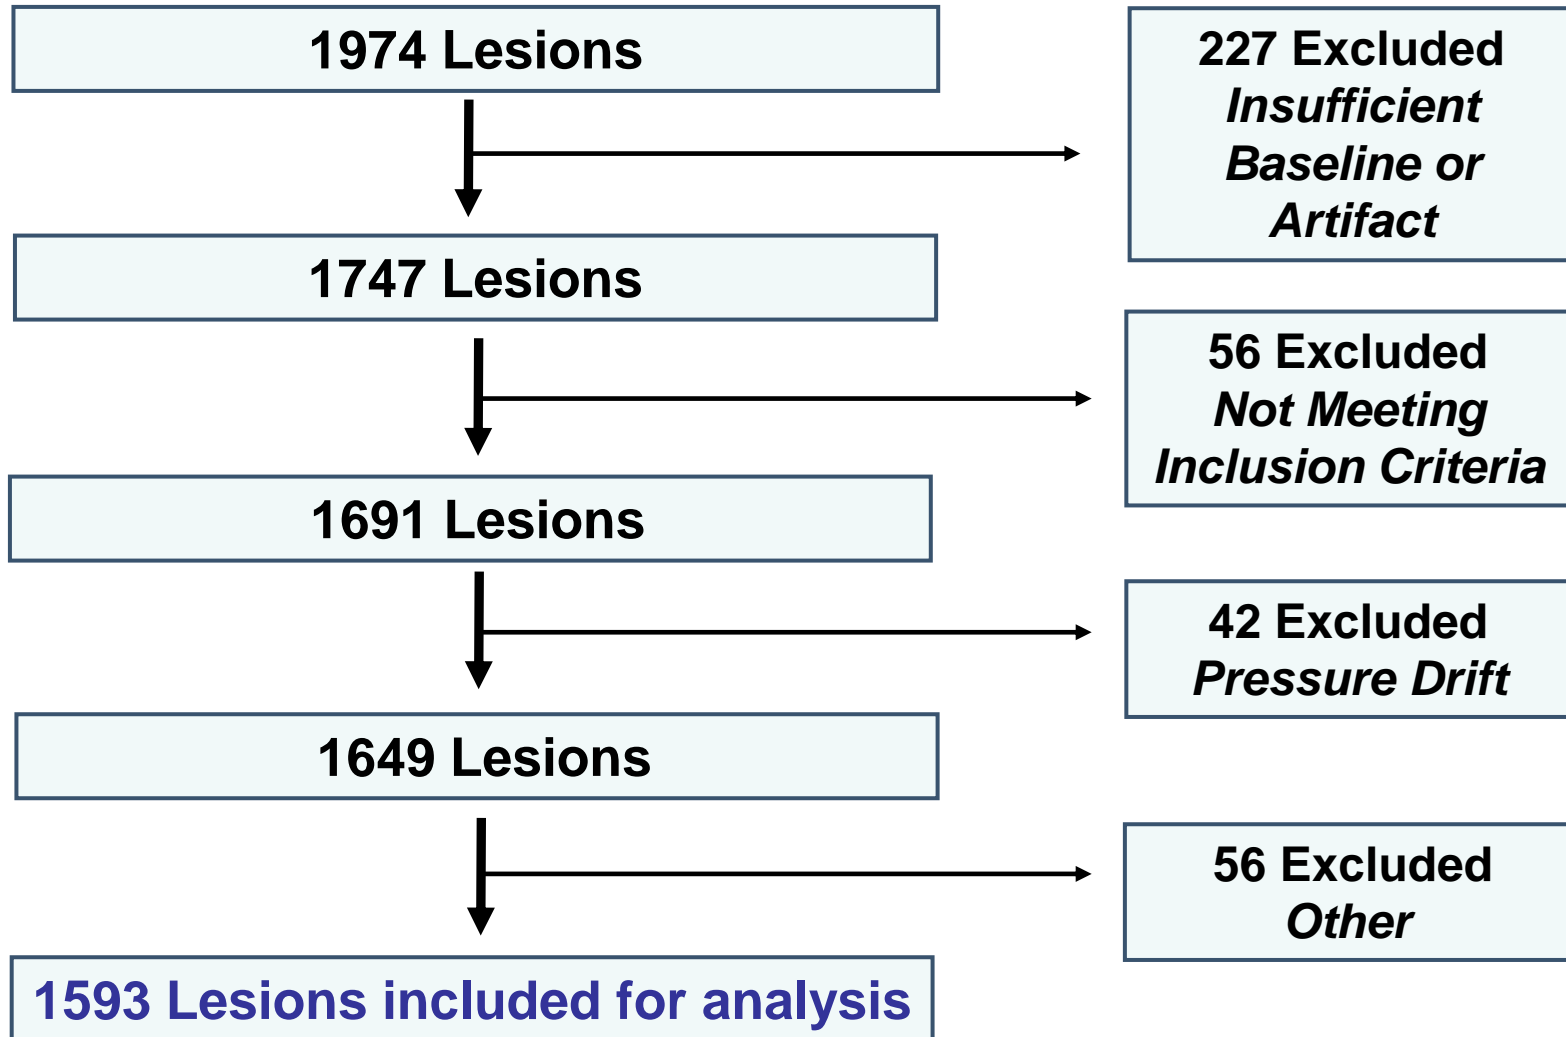 1974 Lesions
227 Excluded
Insufficient
Baseline or
Artifact
1747 Lesions
56 Excluded
Not Meeting
Inclusion Criteria
1691 Lesions
42 Excluded
Pressure Drift
1649 Lesions
56 Excluded
Other
1593 Lesions included for analysis